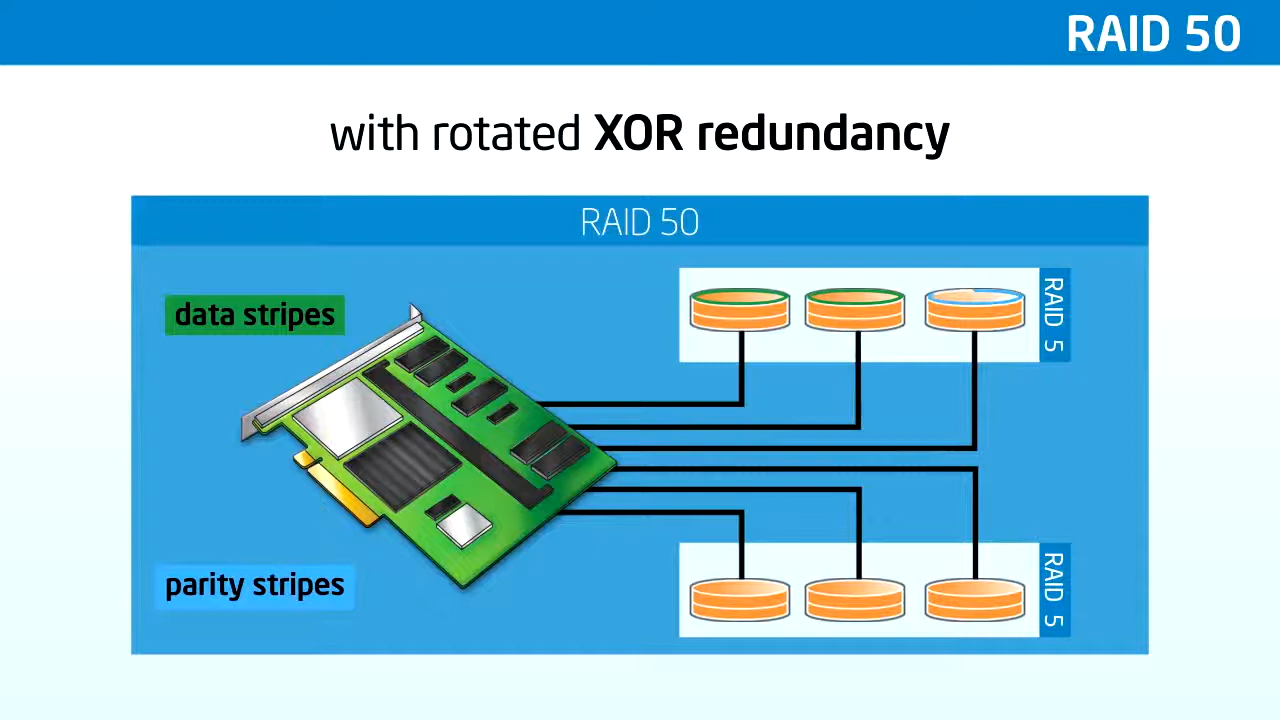 RAID 50
with rotated XOR redundancy
RAID 50
data stripes
RAID 5
parity stripes
RAID 5